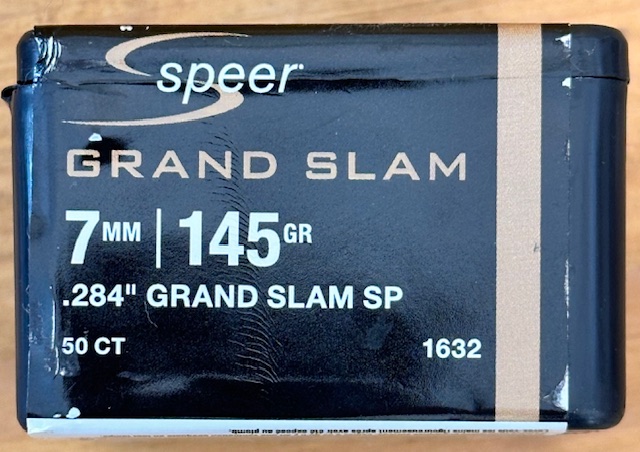 speer
GRAND SLAM
7MM | 145GR
.284" GRAND SLAM SP
50 CT
1632